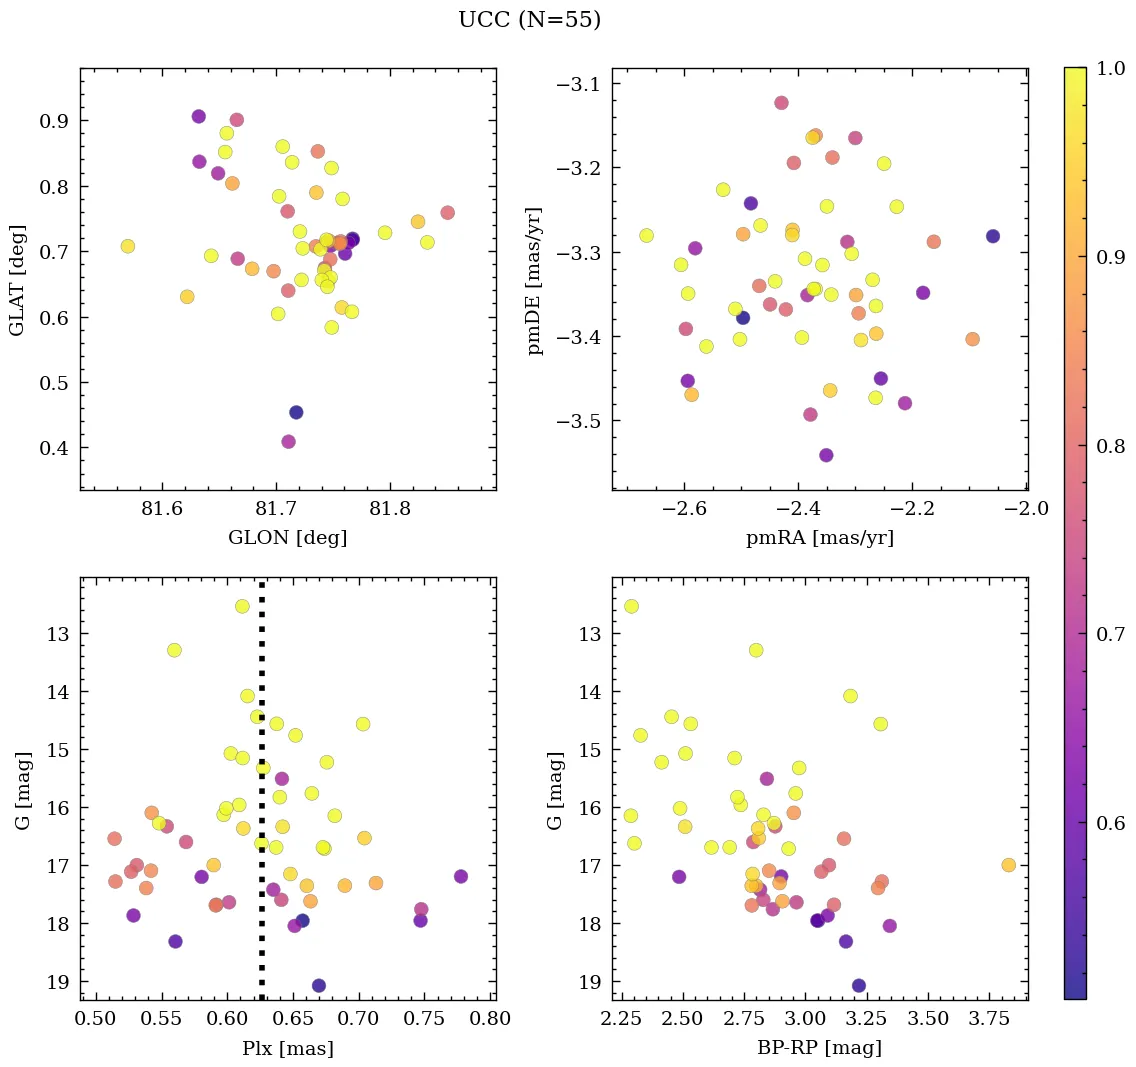 UCC (N=55)
0.9
0.8
0.7
0.6
0.5
0.4
GLAT [deg]
81.6 81.7 81.8
GLON [deg]
−3.1
−3.2
−3.3
−3.4
−3.5
pmDE [mas/yr]
−2.6 −2.4 −2.2 −2.0
pmRA [mas/yr]
13
14
15
16
17
18
19
G [mag]
0.50 0.55 0.60 0.65 0.70 0.75 0.80
Plx [mas]
13
14
15
16
17
18
19
G [mag]
2.25 2.50 2.75 3.00 3.25 3.50 3.75
BP-RP [mag]
1.0
0.9
0.8
0.7
0.6